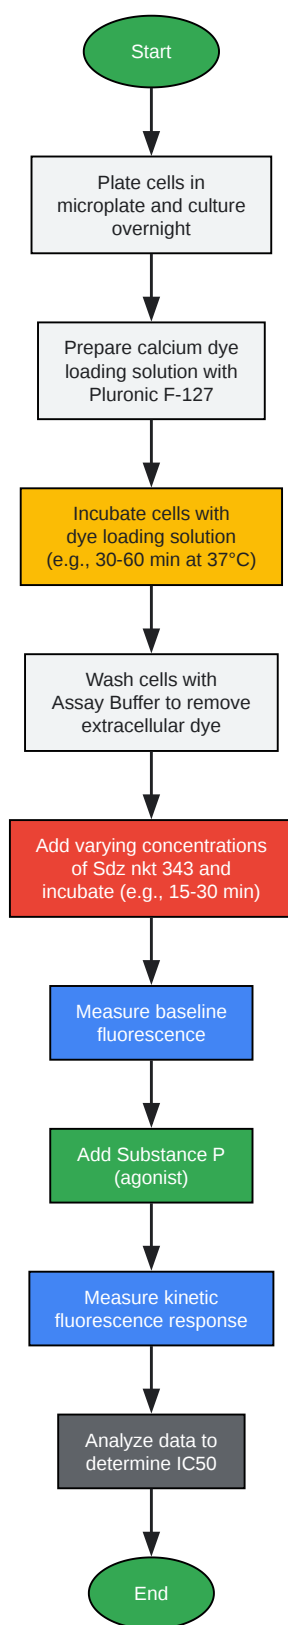 Start
Plate cells in
microplate and culture
overnight
Prepare calcium dye
loading solution with
Pluronic F-127
Incubate cells with
dye loading solution
(e.g., 30-60 min at 37°C)
Wash cells with
Assay Buffer to remove
extracellular dye
Add varying concentrations
of Sdz nkt 343 and
incubate (e.g., 15-30 min)
Measure baseline
fluorescence
Add Substance P
(agonist)
Measure kinetic
fluorescence response
Analyze data to
determine IC50
End